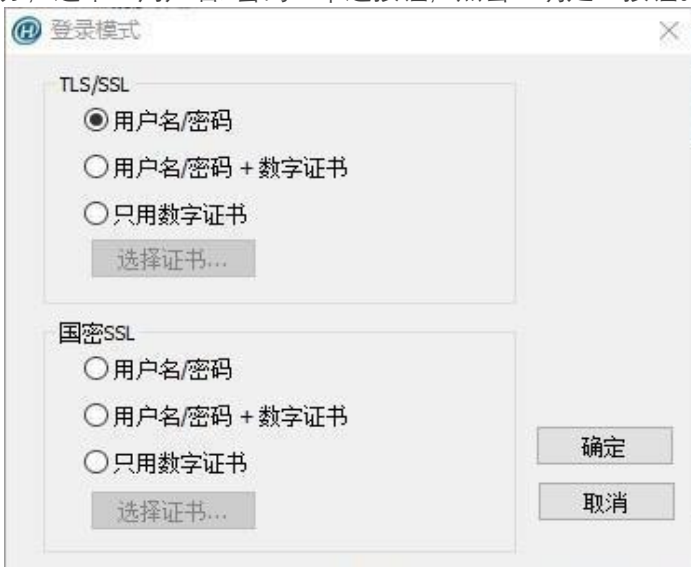 登录模式
TLS/SSL
用户名/密码
用户名/密码 + 数字证书
只用数字证书
选择证书...
国密SSL
用户名/密码
用户名/密码 + 数字证书
只用数字证书
选择证书...
确定
取消